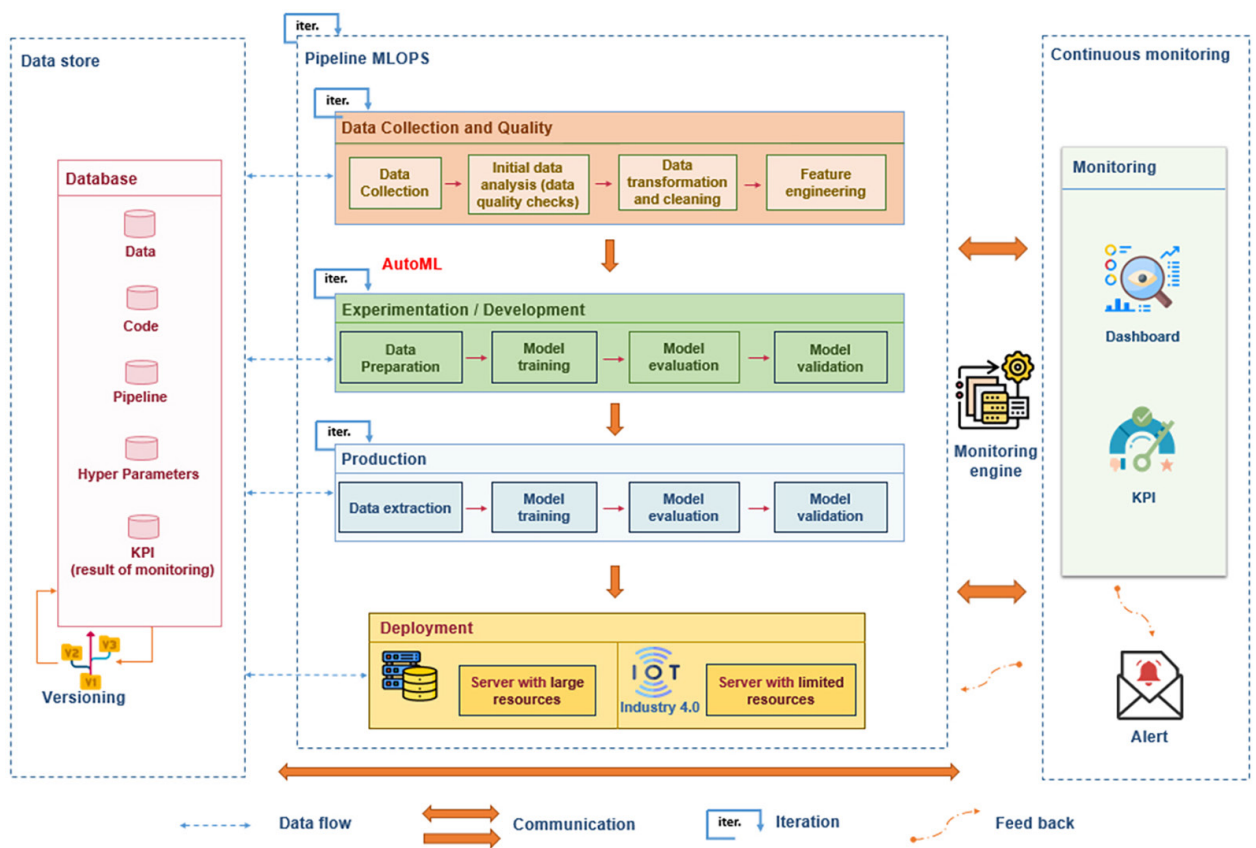 iter.
Data store
Pipeline MLOPS
Continuous monitoring
iter.
Data Collection and Quality
Data
Collection
Initial data
analysis (data
quality checks)
Data
transformation
and cleaning
Feature
engineering
Database
Data
Code
Pipeline
Hyper Parameters
KPI
(result of monitoring)
V2
V3
V1
Versioning
AutoML
iter.
Experimentation / Development
Data
Preparation
Model
training
Model
evaluation
Model
validation
iter.
Production
Data extraction
Model
training
Model
evaluation
Model
validation
Deployment
Server with large
resources
IOT
Industry 4.0
Server with limited
resources
Monitoring
engine
Monitoring
Dashboard
KPI
Alert
Data flow
Communication
iter.
Iteration
Feed back